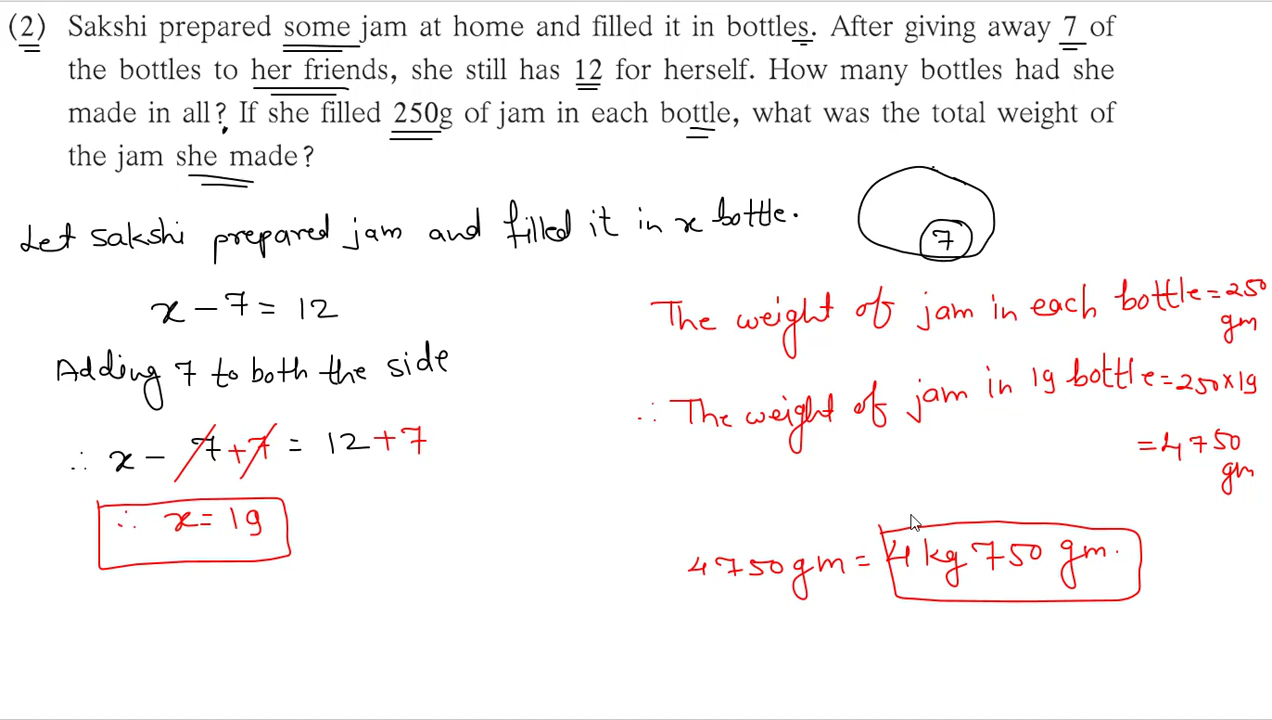 (2) Sakshi prepared some jam at home and filled it in bottles. After giving away 7 of
the bottles to her friends, she still has 12 for herself. How many bottles had she
made in all? If she filled 250g of jam in each bottle, what was the total weight of
the jam she made?
Let Sakshi prepared jam and filled it in x bottle.
7
x - 7 = 12
Adding 7 to both the side
∴ x - 7 + 7 = 12 + 7
∴ x = 19
The weight of jam in each bottle = 250
gm
∴ The weight of jam in 19 bottle = 250 × 19
= 4750
gm
4750 gm = 4 kg 750 gm.